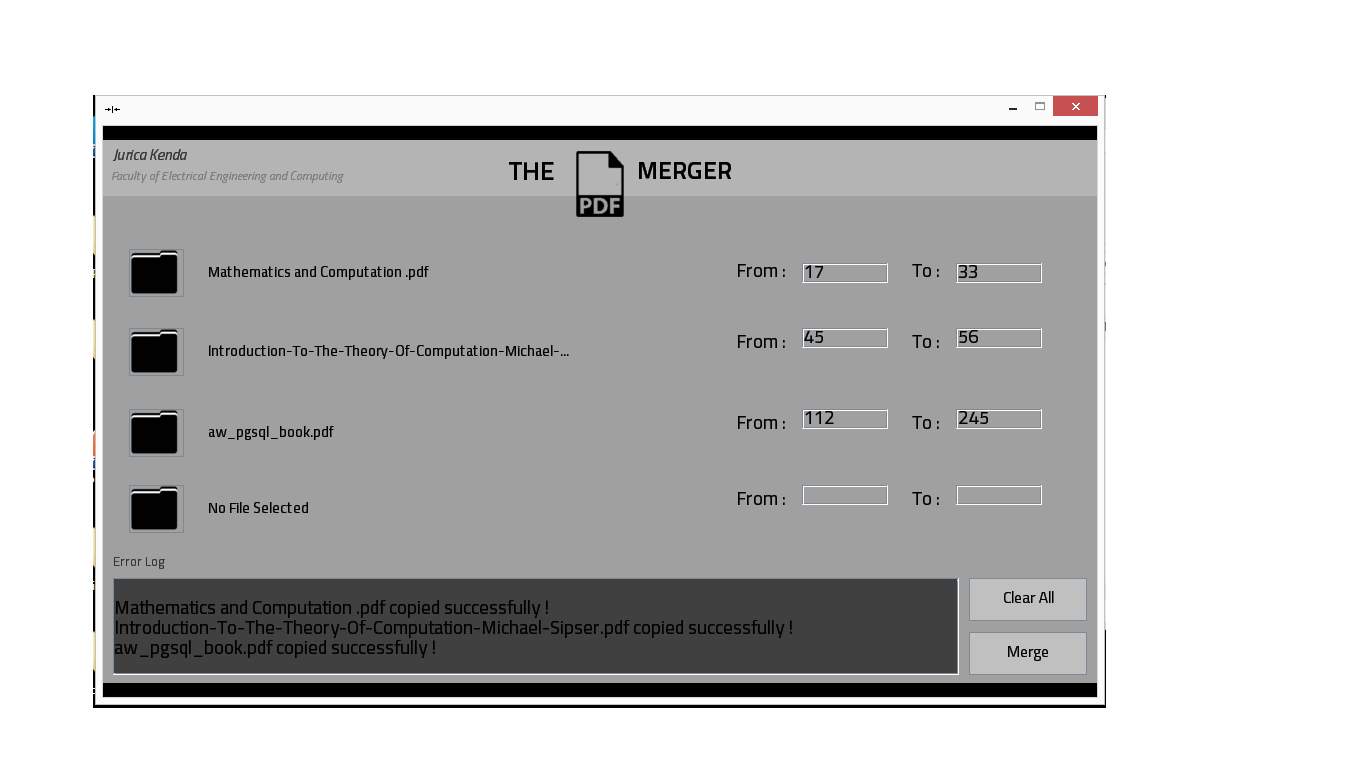 Jurica Kenda
Faculty of Electrical Engineering and Computing
THE PDF MERGER
Mathematics and Computation .pdf From : 17 To : 33
Introduction-To-The-Theory-Of-Computation-Michael-... From : 45 To : 56
aw_pgsql_book.pdf From : 112 To : 245
No File Selected From : To :
Error Log
Mathematics and Computation .pdf copied successfully !
Introduction-To-The-Theory-Of-Computation-Michael-Sipser.pdf copied successfully !
aw_pgsql_book.pdf copied successfully !
Clear All
Merge